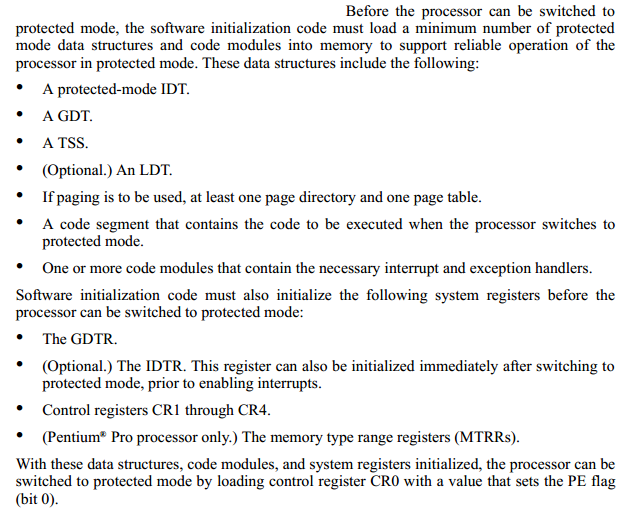 Before the processor can be switched to
protected mode, the software initialization code must load a minimum number of protected
mode data structures and code modules into memory to support reliable operation of the
processor in protected mode. These data structures include the following:
• A protected-mode IDT.
• A GDT.
• A TSS.
• (Optional.) An LDT.
• If paging is to be used, at least one page directory and one page table.
• A code segment that contains the code to be executed when the processor switches to
protected mode.
• One or more code modules that contain the necessary interrupt and exception handlers.
Software initialization code must also initialize the following system registers before the
processor can be switched to protected mode:
• The GDTR.
• (Optional.) The IDTR. This register can also be initialized immediately after switching to
protected mode, prior to enabling interrupts.
• Control registers CR1 through CR4.
• (Pentium® Pro processor only.) The memory type range registers (MTRRs).
With these data structures, code modules, and system registers initialized, the processor can be
switched to protected mode by loading control register CR0 with a value that sets the PE flag
(bit 0).